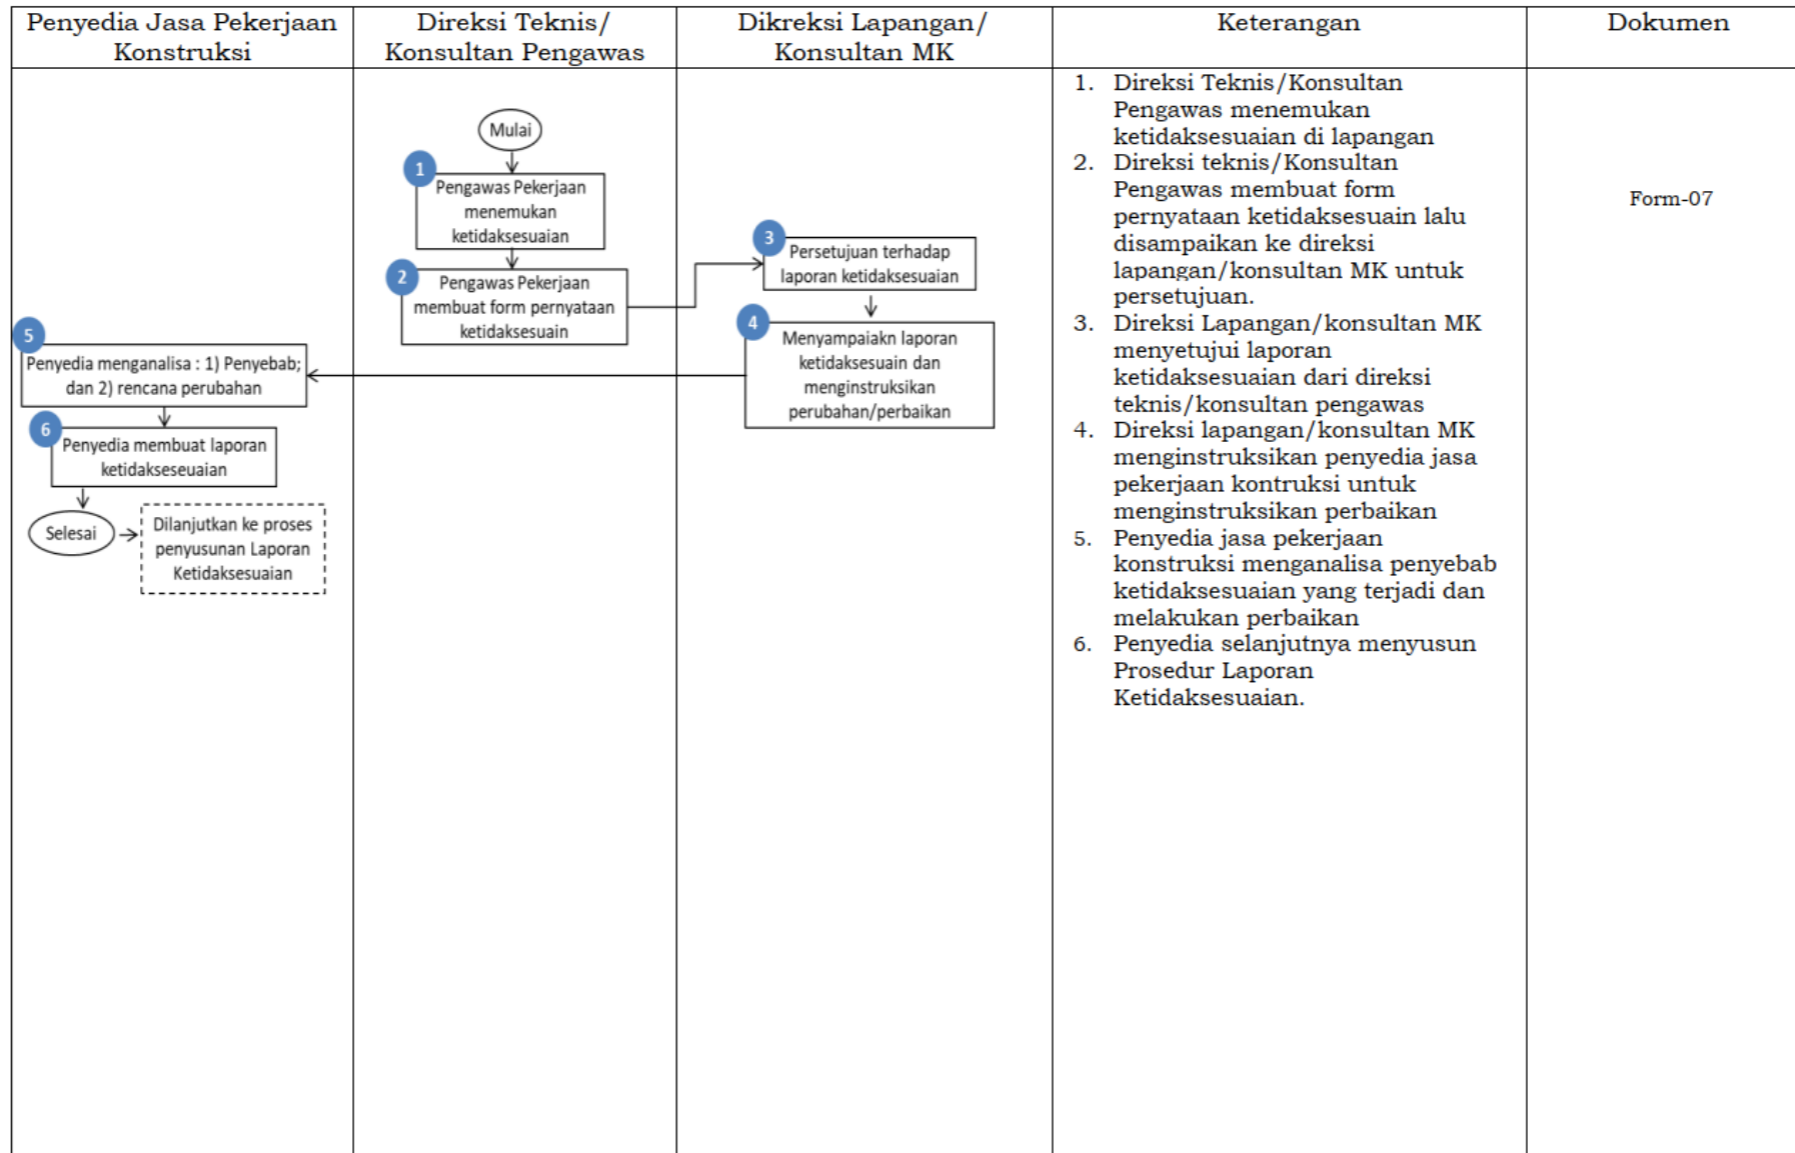 Penyedia Jasa Pekerjaan
Konstruksi
Direksi Teknis/
Konsultan Pengawas
Dikreksi Lapangan/
Konsultan MK
Keterangan
Dokumen
Mulai
1
Pengawas Pekerjaan
menemukan
ketidaksesuaian
2
Pengawas Pekerjaan
membuat form pernyataan
ketidaksesuain
3
Persetujuan terhadap
laporan ketidaksesuaian
4
Menyampaiakn laporan
ketidaksesuain dan
menginstruksikan
perubahan/perbaikan
5
Penyedia menganalisa : 1) Penyebab;
dan 2) rencana perubahan
6
Penyedia membuat laporan
ketidakseseuaian
Selesai
Dilanjutkan ke proses
penyusunan Laporan
Ketidaksesuaian
1. Direksi Teknis/Konsultan
Pengawas menemukan
ketidaksesuaian di lapangan
2. Direksi teknis/Konsultan
Pengawas membuat form
pernyataan ketidaksesuain lalu
disampaikan ke direksi
lapangan/konsultan MK untuk
persetujuan.
3. Direksi Lapangan/konsultan MK
menyetujui laporan
ketidaksesuaian dari direksi
teknis/konsultan pengawas
4. Direksi lapangan/konsultan MK
menginstruksikan penyedia jasa
pekerjaan kontruksi untuk
menginstruksikan perbaikan
5. Penyedia jasa pekerjaan
konstruksi menganalisa penyebab
ketidaksesuaian yang terjadi dan
melakukan perbaikan
6. Penyedia selanjutnya menyusun
Prosedur Laporan
Ketidaksesuaian.
Form-07